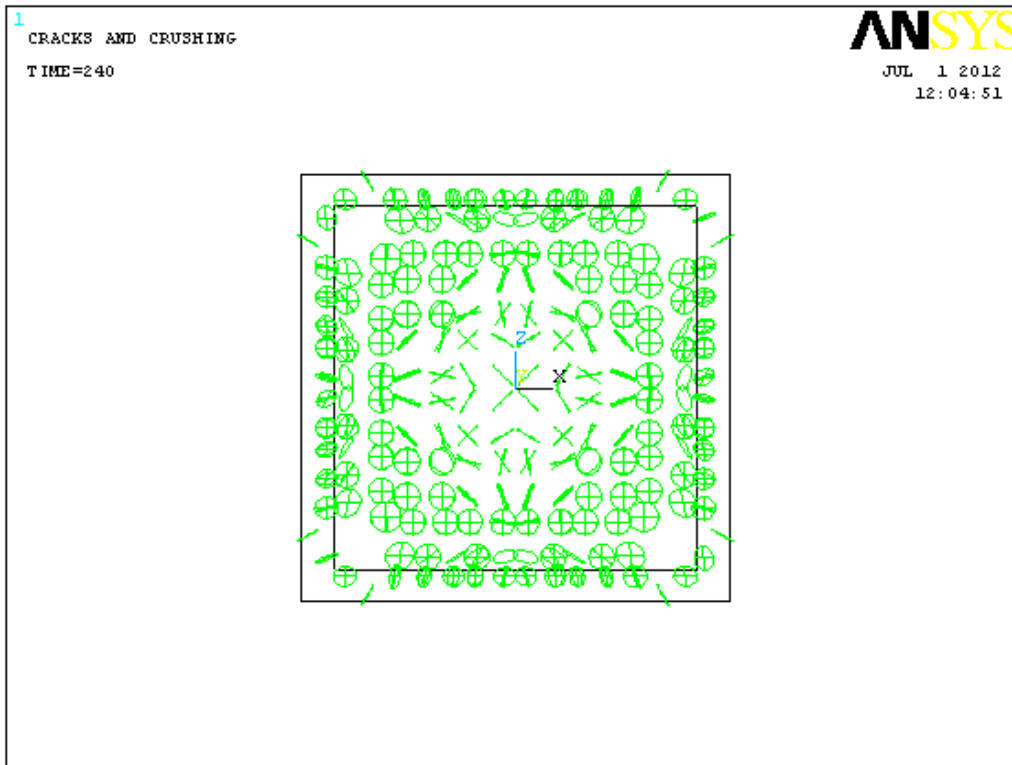 1
CRACKS AND CRUSHING
TIME=240
ANSYS
JUL 1 2012
12:04:51
Z
Y
X